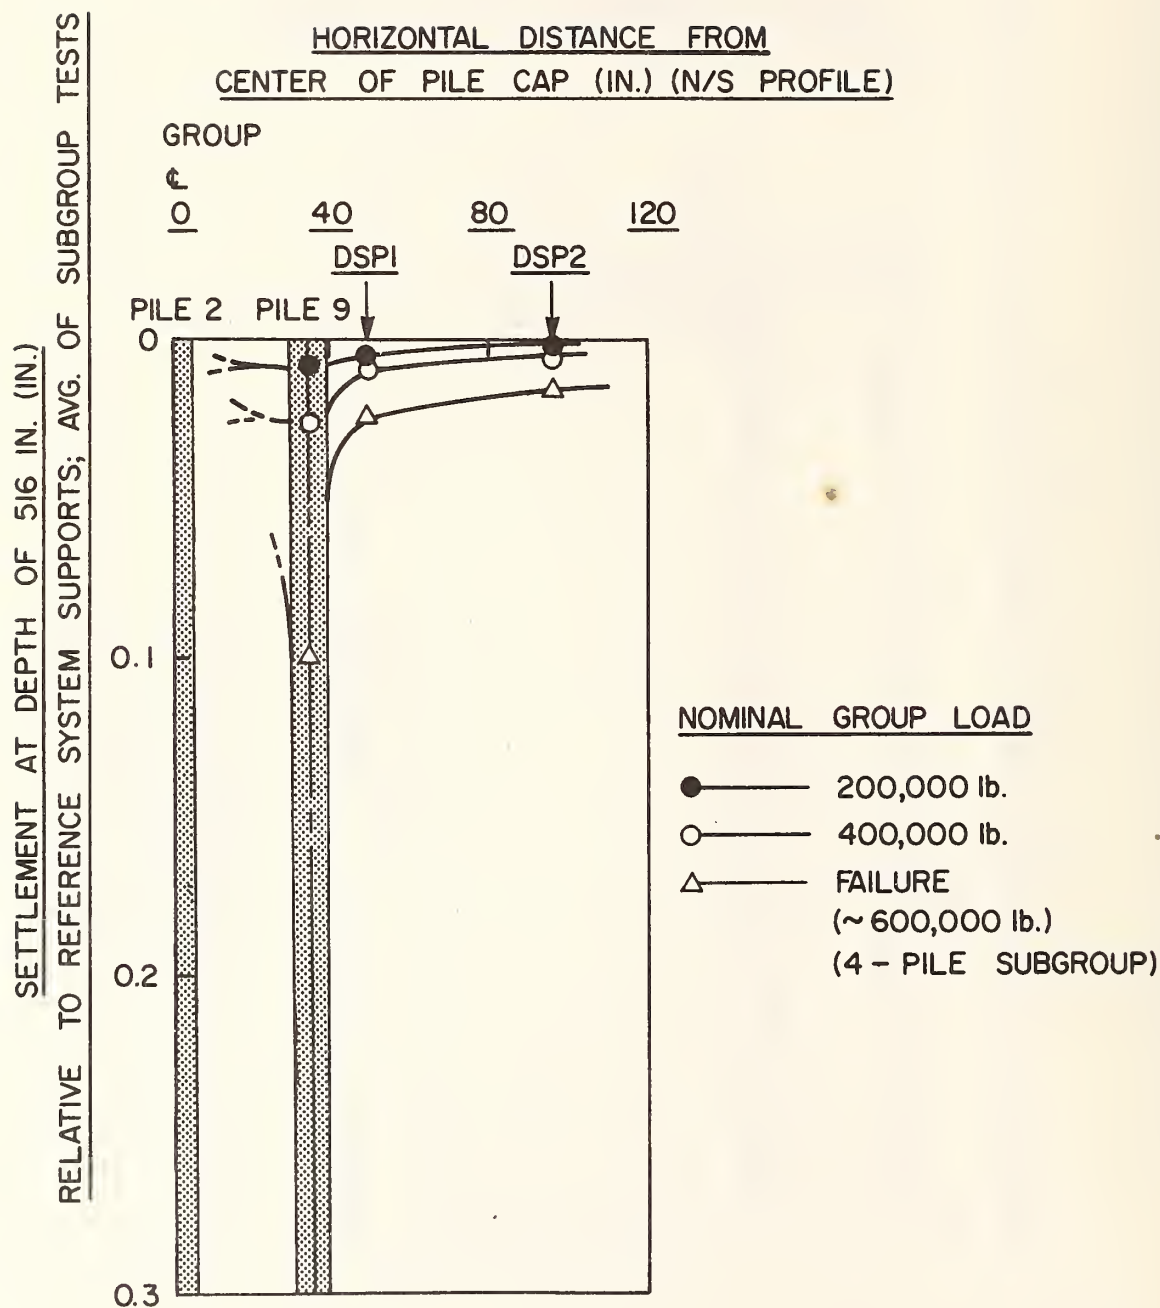 SETTLEMENT AT DEPTH OF 516 IN. (IN.)
RELATIVE TO REFERENCE SYSTEM SUPPORTS; AVG. OF SUBGROUP TESTS
HORIZONTAL DISTANCE FROM
CENTER OF PILE CAP (IN.) (N/S PROFILE)
GROUP
℄
0 40 80 120
DSP1 DSP2
PILE 2 PILE 9
0
0.1
0.2
0.3
NOMINAL GROUP LOAD
200,000 lb.
400,000 lb.
FAILURE
(~600,000 lb.)
(4 - PILE SUBGROUP)